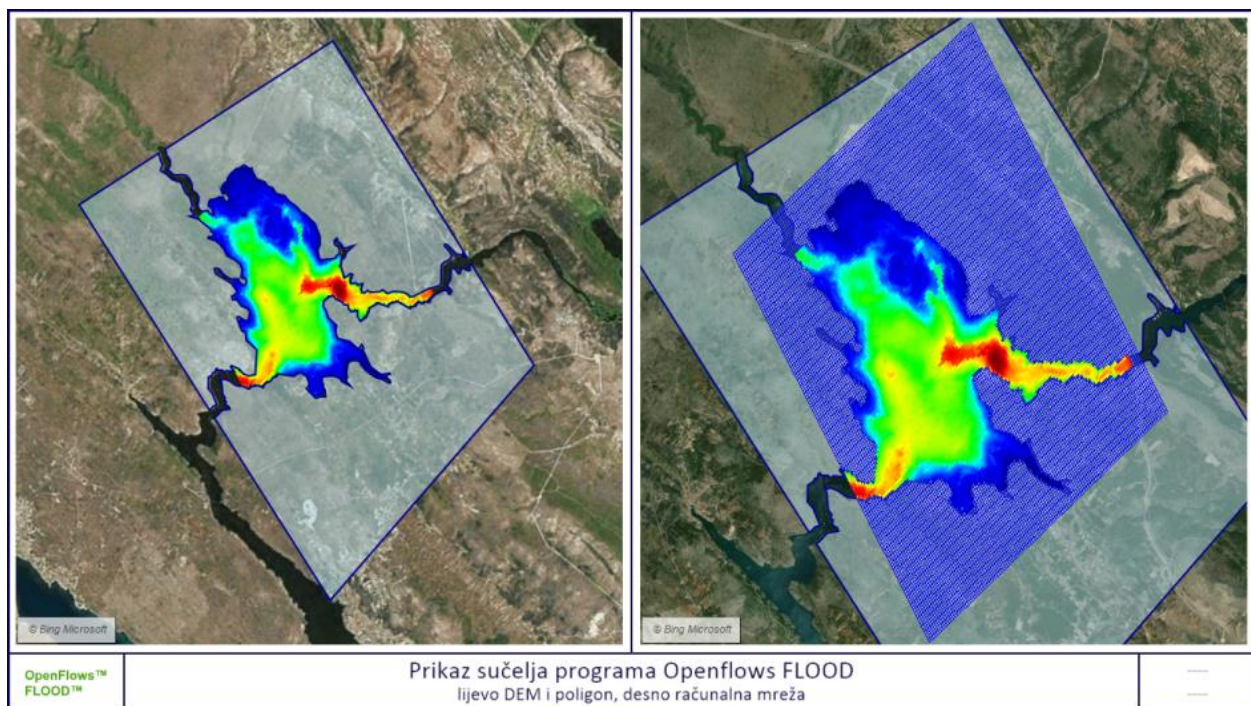 © Bing Microsoft
© Bing Microsoft
OpenFlows™
FLOOD™
Prikaz sučelja programa Openflows FLOOD
lijevo DEM i poligon, desno računalna mreža